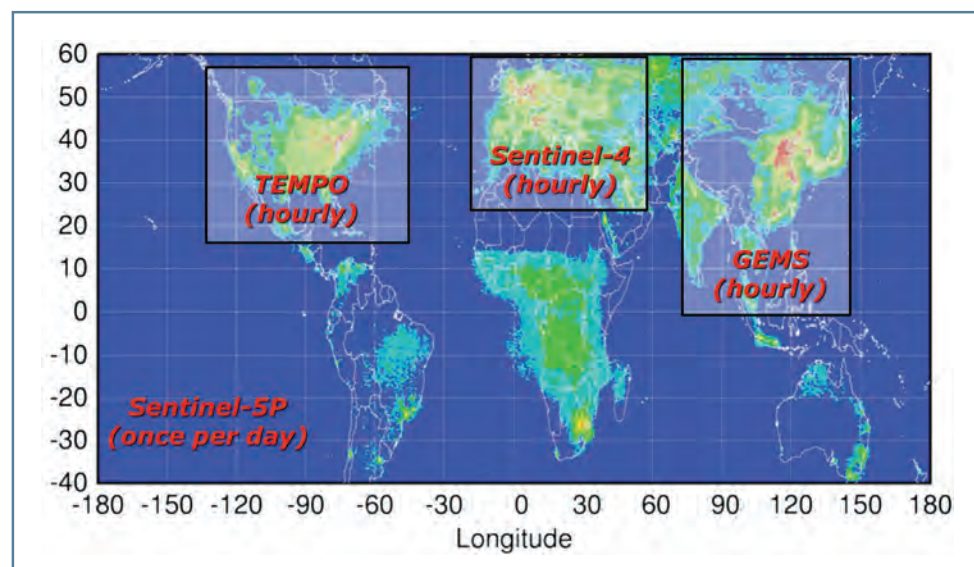 60
50
40
30
20
10
0
-10
-20
-30
-40
TEMPO
(hourly)
Sentinel-4
(hourly)
GEMS
(hourly)
Sentinel-5P
(once per day)
-180 -150 -120 -90 -60 -30 0 30 60 90 120 150 180
Longitude